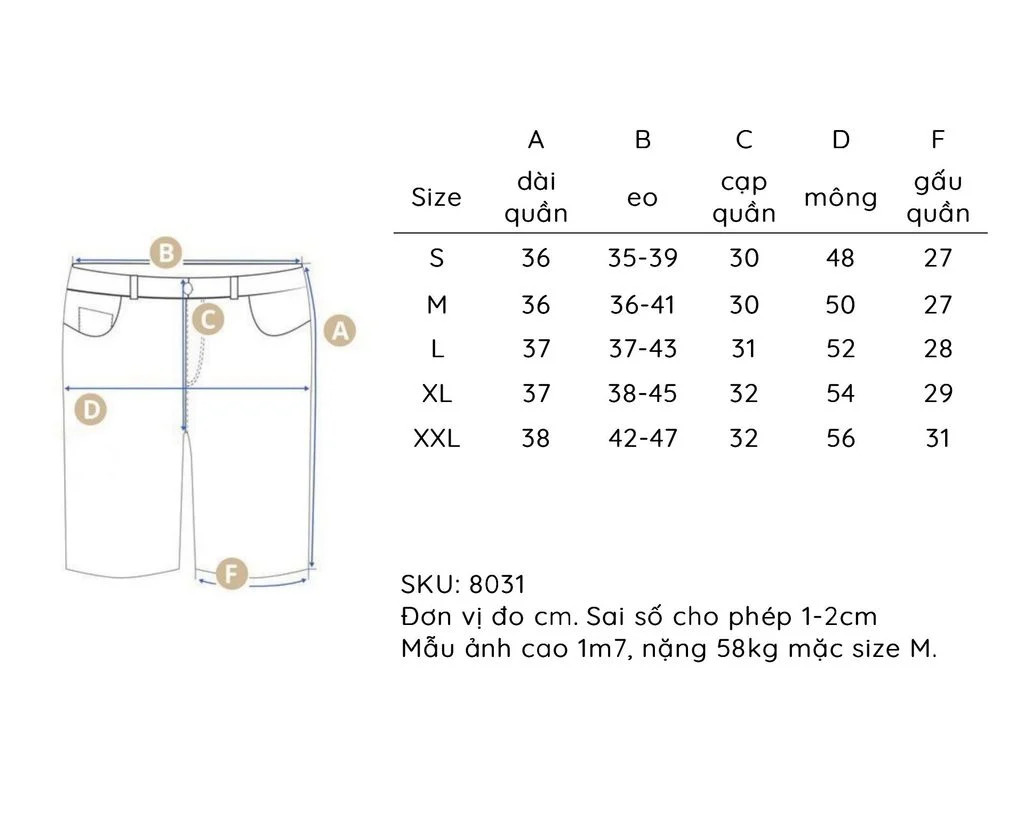 A B C D F
Size dài quần eo cạp quần mông gấu quần
S 36 35-39 30 48 27
M 36 36-41 30 50 27
L 37 37-43 31 52 28
XL 37 38-45 32 54 29
XXL 38 42-47 32 56 31
B
C
A
D
F
SKU: 8031
Đơn vị đo cm. Sai số cho phép 1-2cm
Mẫu ảnh cao 1m7, nặng 58kg mặc size M.